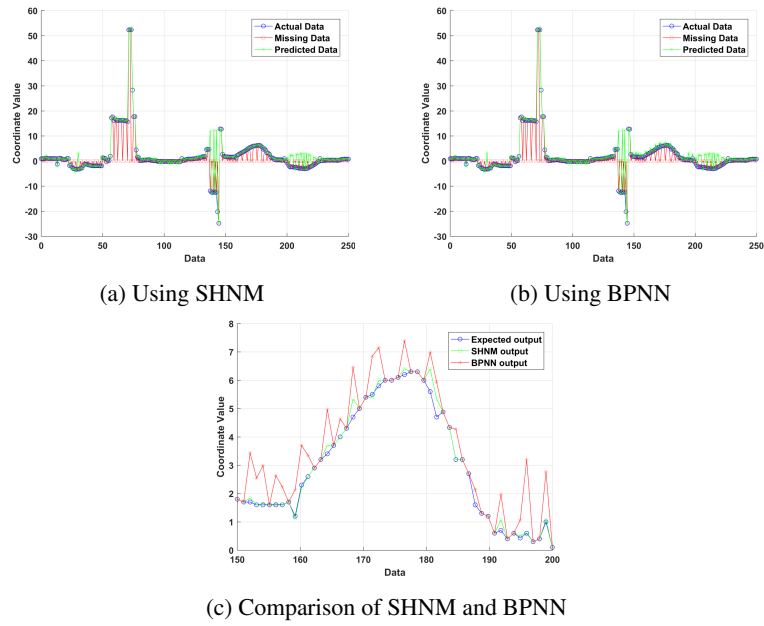 60
50
40
30
20
10
0
-10
-20
-30
0 50 100 150 200 250
Coordinate Value
Data
Actual Data
Missing Data
Predicted Data
(a) Using SHNM
60
50
40
30
20
10
0
-10
-20
-30
0 50 100 150 200 250
Coordinate Value
Data
Actual Data
Missing Data
Predicted Data
(b) Using BPNN
8
7
6
5
4
3
2
1
0
150 160 170 180 190 200
Coordinate Value
Data
Expected output
SHNM output
BPNN output
(c) Comparison of SHNM and BPNN